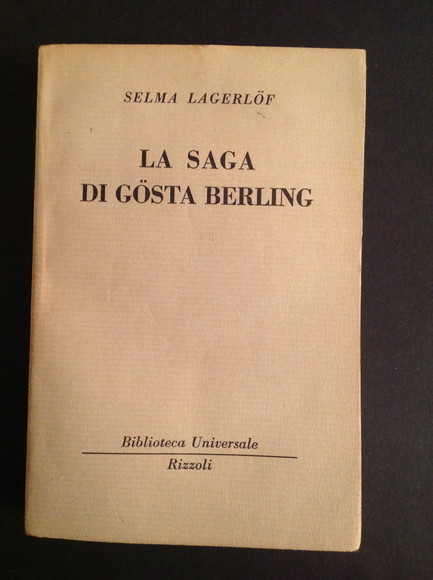 SELMA LAGERLÖF
LA SAGA
DI GÖSTA BERLING
Biblioteca Universale
Rizzoli